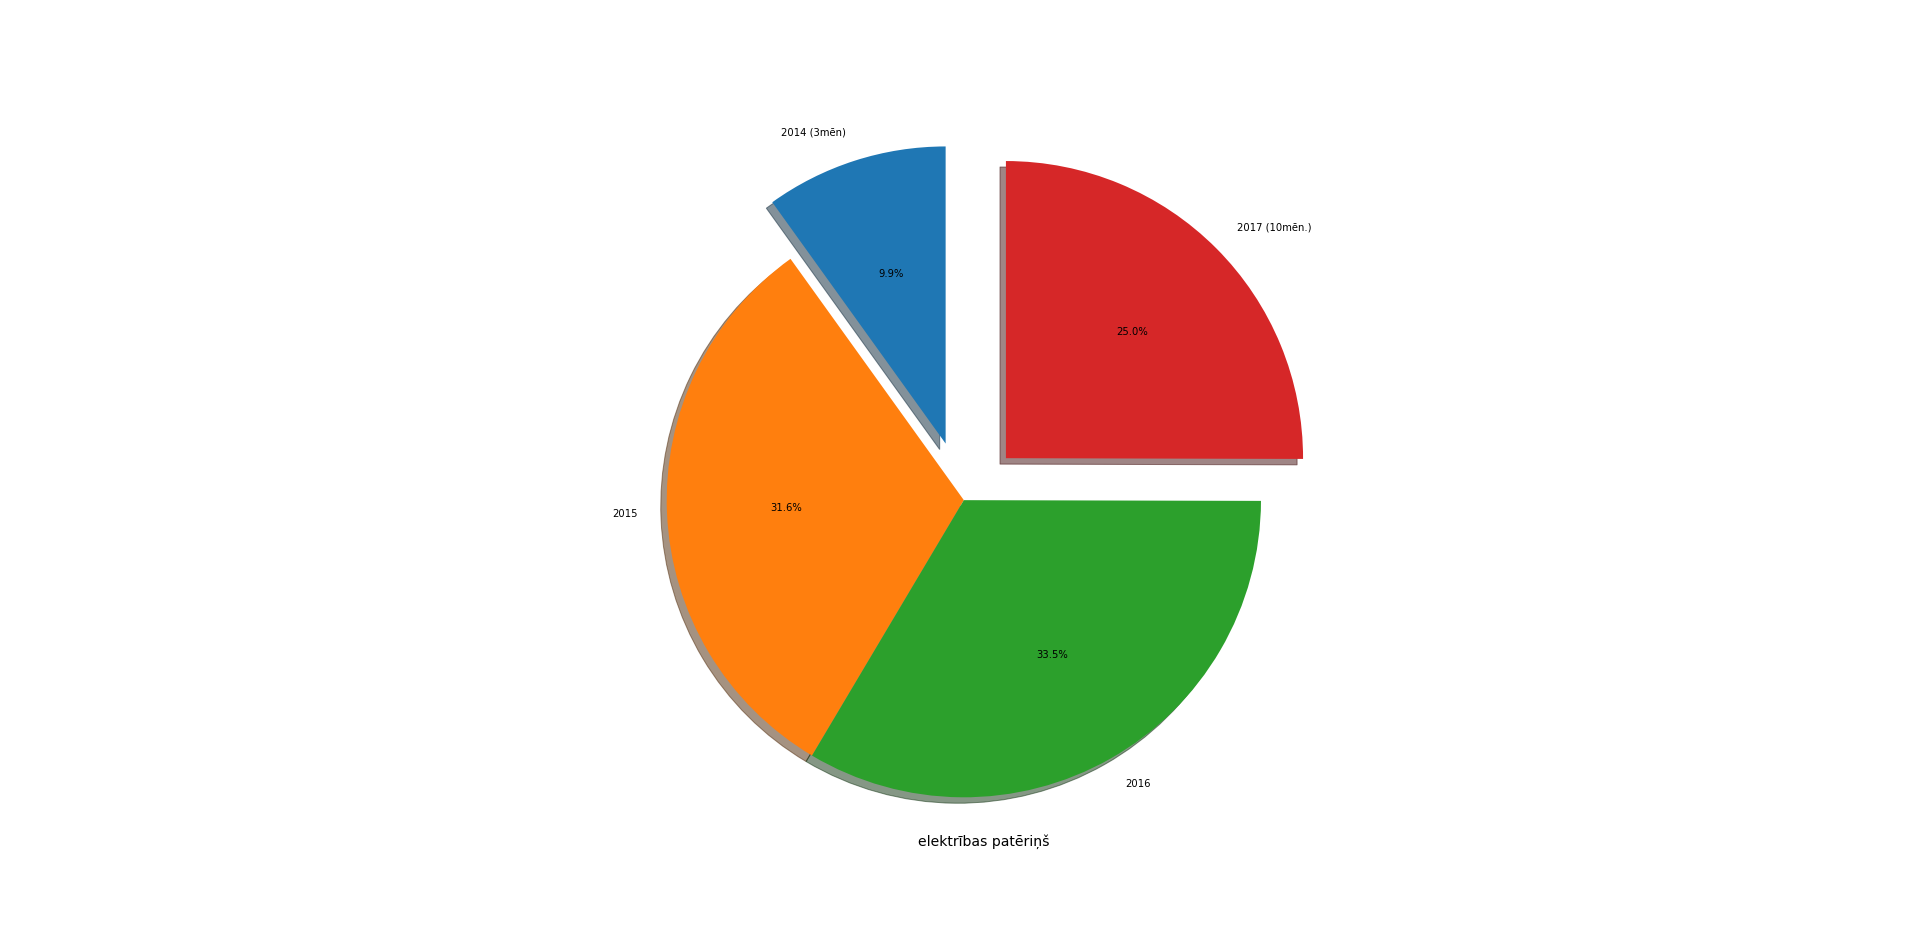 2014 (3mēn)
2017 (10mēn.)
9.9%
25.0%
2015
31.6%
33.5%
2016
elektrības patēriņš